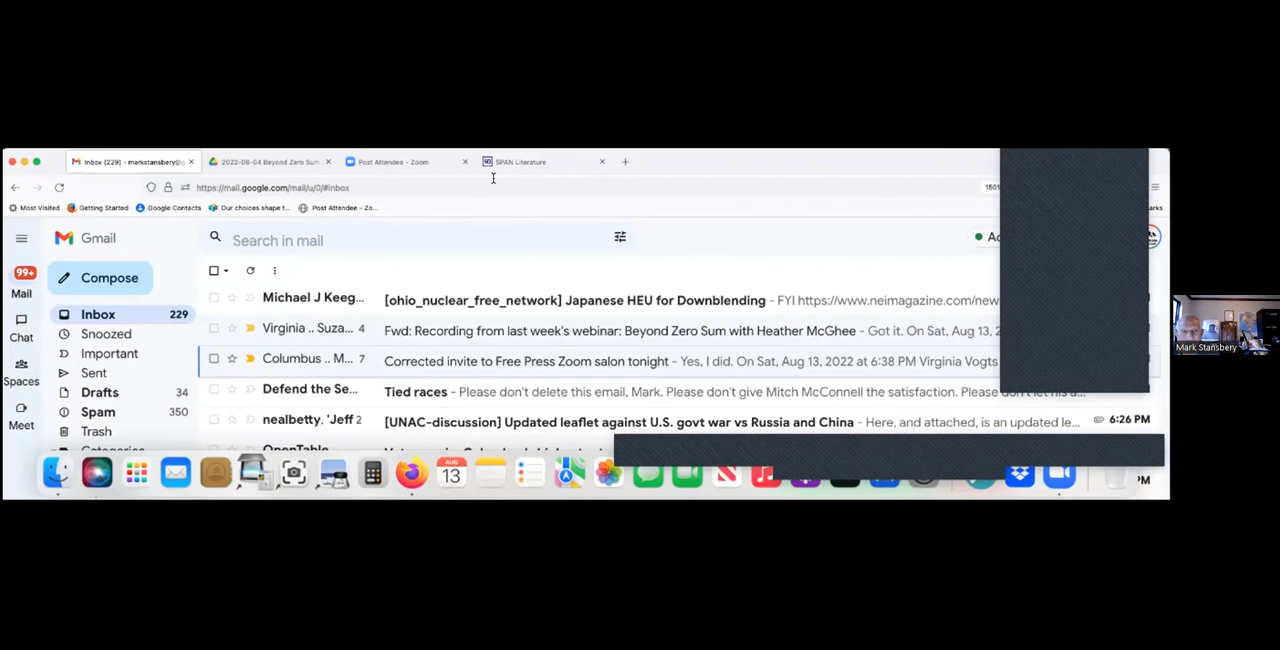 Inbox (229) - markstansbery@g
2022-08-04 Beyond Zero Sum
Post Attendee - Zoom
SPAN Literature
https://mail.google.com/mail/u/0/#inbox
150%
Most Visited
Getting Started
Google Contacts
Our choices shape t...
Post Attendee - Zo...
Gmail
Search in mail
99+
Mail
Compose
Michael J Keeg...
[ohio_nuclear_free_network] Japanese HEU for Downblending - FYI https://www.neimagazine.com/new
Inbox 229
Virginia .. Suza... 4
Fwd: Recording from last week's webinar: Beyond Zero Sum with Heather McGhee - Got it. On Sat, Aug 13, 2
Chat
Snoozed
Important
Columbus .. M... 7
Corrected invite to Free Press Zoom salon tonight - Yes, I did. On Sat, Aug 13, 2022 at 6:38 PM Virginia Vogts
Mark Stansbery
Spaces
Sent
Drafts 34
Defend the Se...
Tied races - Please don't delete this email, Mark. Please don't give Mitch McConnell the satisfaction. Please
Spam 350
nealbetty, 'Jeff 2
[UNAC-discussion] Updated leaflet against U.S. govt war vs Russia and China - Here, and attached, is an updated le...
6:26 PM
Meet
Trash
Categories
OpenTable
AUG
13
PM